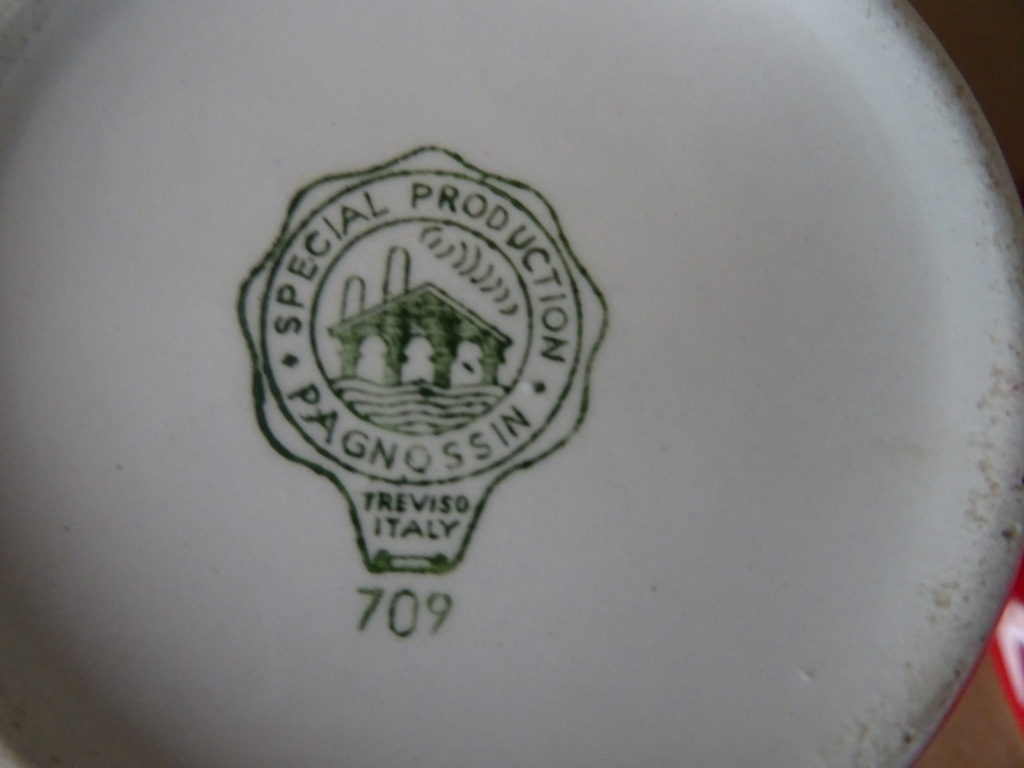 SPECIAL PRODUCTION
PAGNOSSIN
TREVISO
ITALY
709